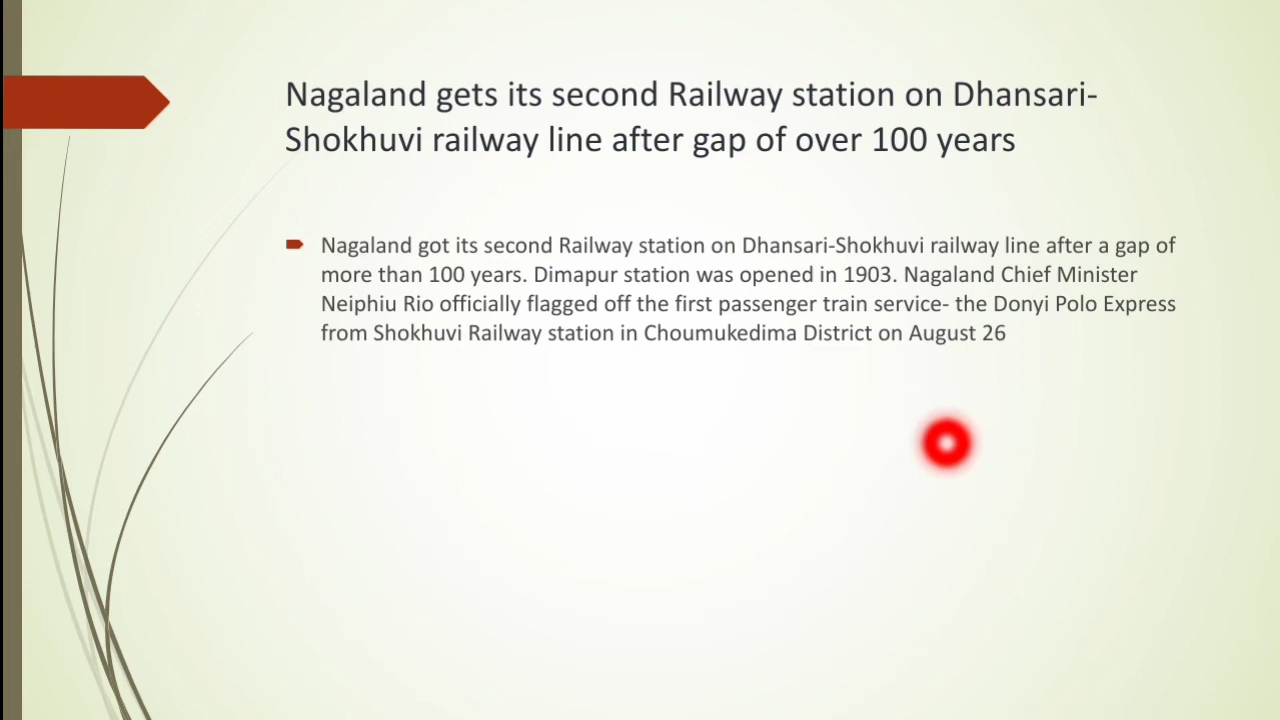 Nagaland gets its second Railway station on Dhansari-
Shokhuvi railway line after gap of over 100 years
Nagaland got its second Railway station on Dhansari-Shokhuvi railway line after a gap of
more than 100 years. Dimapur station was opened in 1903. Nagaland Chief Minister
Neiphiu Rio officially flagged off the first passenger train service- the Donyi Polo Express
from Shokhuvi Railway station in Choumukedima District on August 26